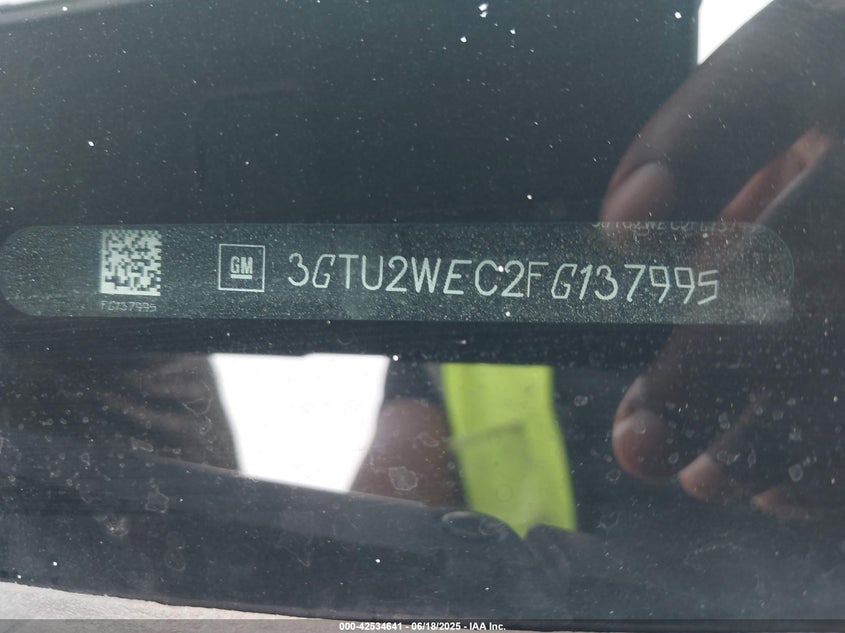 GM 3GTU2WEC2FG137995
FG137995
000-42534641 - 06/18/2025 - IAA Inc.